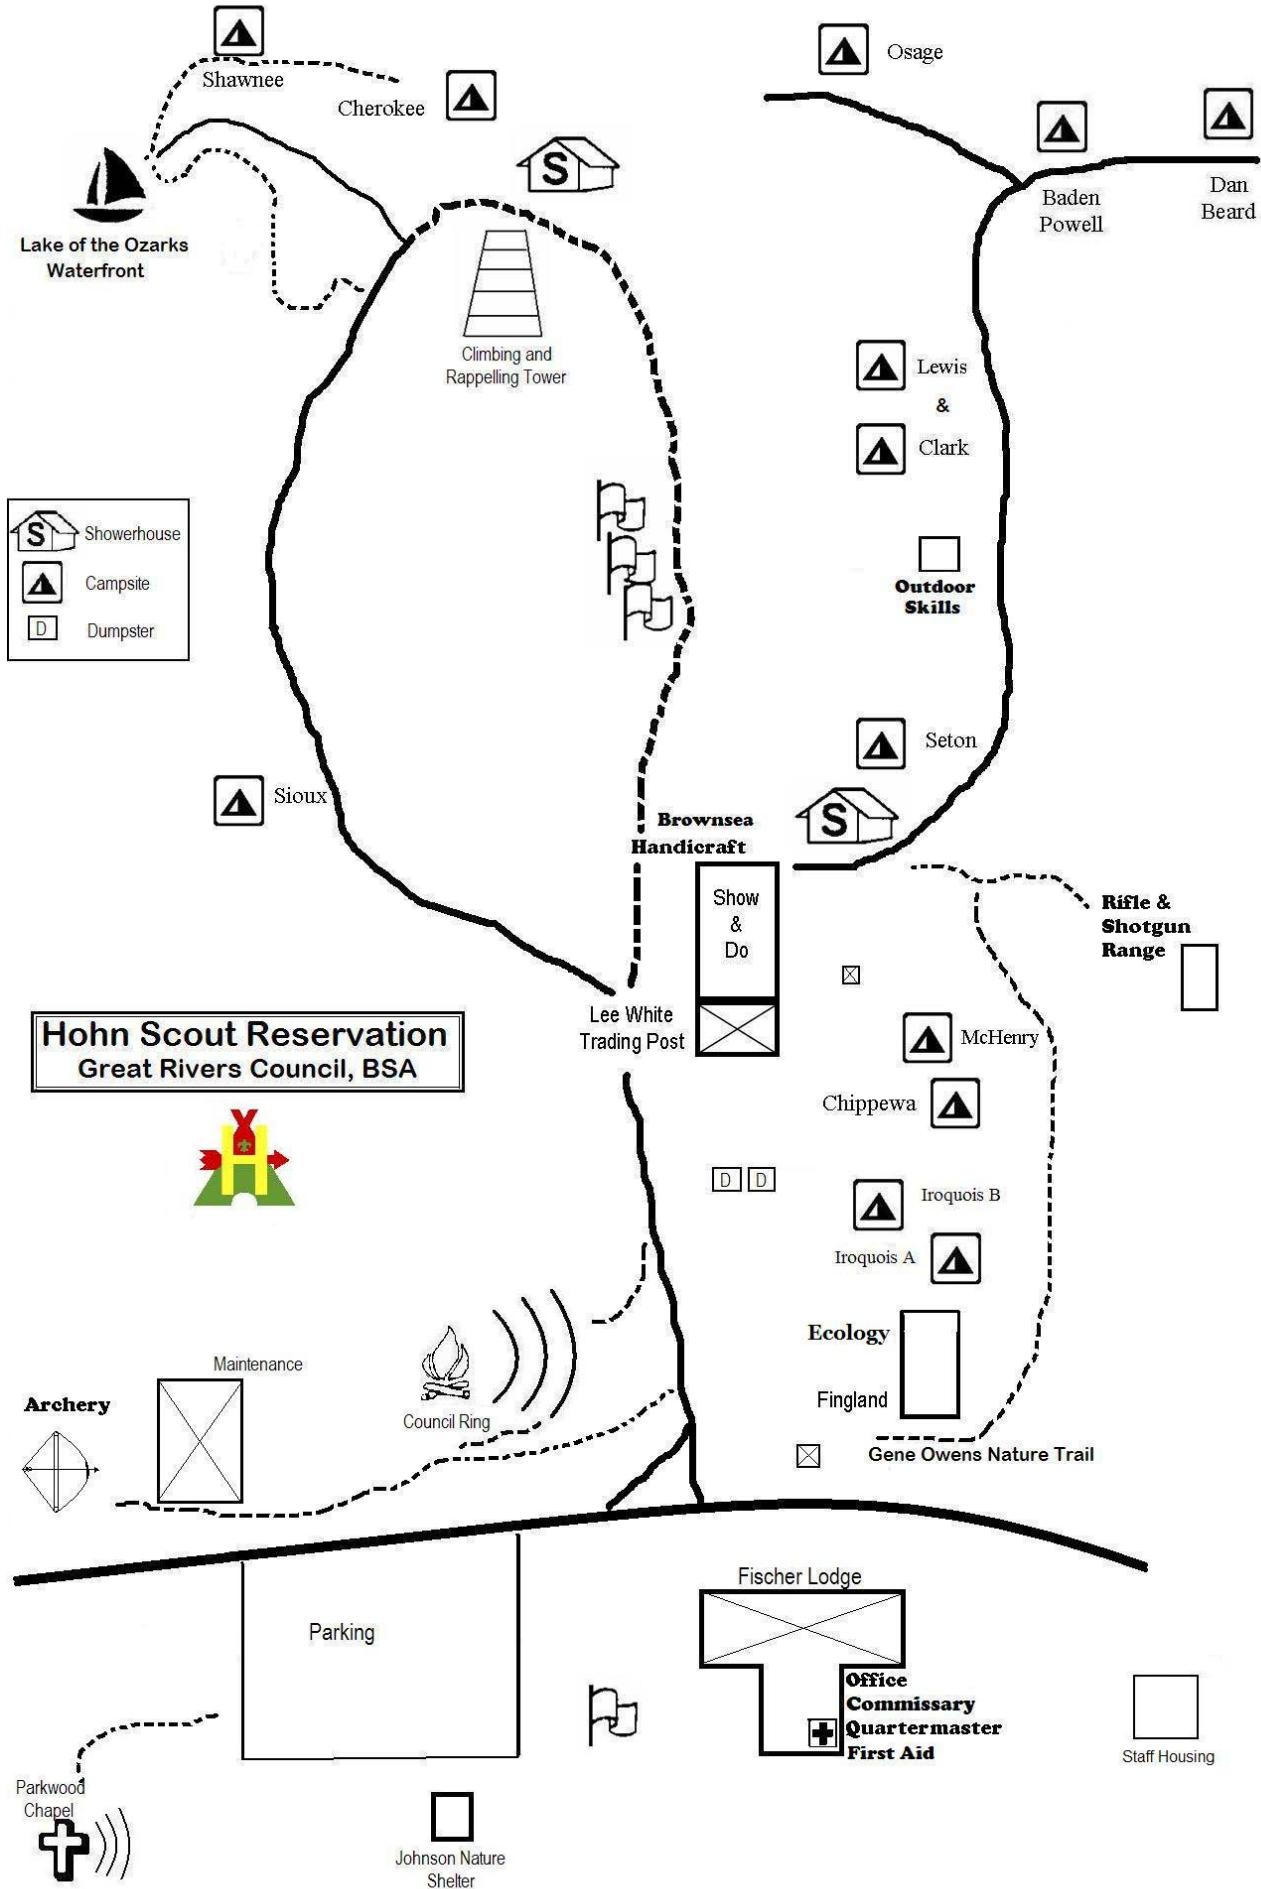 Shawnee
Cherokee
Osage
Baden
Powell
Dan
Beard
S
Lake of the Ozarks
Waterfront
Climbing and
Rappelling Tower
Lewis
&
Clark
S Showerhouse
Campsite
D Dumpster
Outdoor
Skills
Seton
Sioux
S
Brownsea
Handicraft
Show
&
Do
Rifle &
Shotgun
Range
Lee White
Trading Post
Hohn Scout Reservation
Great Rivers Council, BSA
McHenry
Chippewa
H
D D
Iroquois B
Iroquois A
Ecology
Fingland
Maintenance
Archery
Council Ring
Gene Owens Nature Trail
Fischer Lodge
Parking
Office
Commissary
Quartermaster
First Aid
Staff Housing
Parkwood
Chapel
Johnson Nature
Shelter